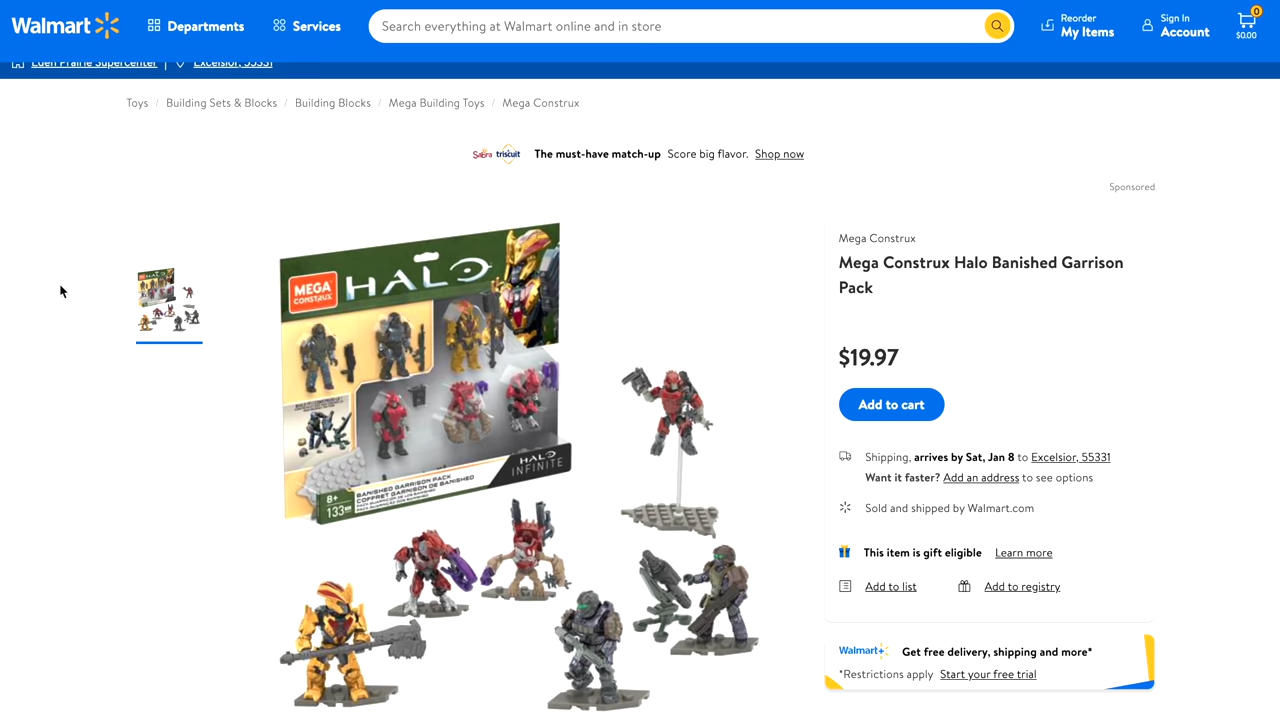 Walmart
Departments
Services
Search everything at Walmart online and in store
Reorder
My Items
Sign In
Account
0
$0.00
Eden Prairie Supercenter | Excelsior, 55331
Toys / Building Sets & Blocks / Building Blocks / Mega Building Toys / Mega Construx
Sabra triscuit The must-have match-up Score big flavor. Shop now
Sponsored
MEGA
CONSTRUX
HALO
HALO
INFINITE
8+
133
BANISHED GARRISON PACK
COFFRET GARNISON DE BANISHED
Mega Construx
Mega Construx Halo Banished Garrison
Pack
$19.97
Add to cart
Shipping, arrives by Sat, Jan 8 to Excelsior, 55331
Want it faster? Add an address to see options
Sold and shipped by Walmart.com
This item is gift eligible Learn more
Add to list
Add to registry
Walmart+ Get free delivery, shipping and more*
*Restrictions apply Start your free trial